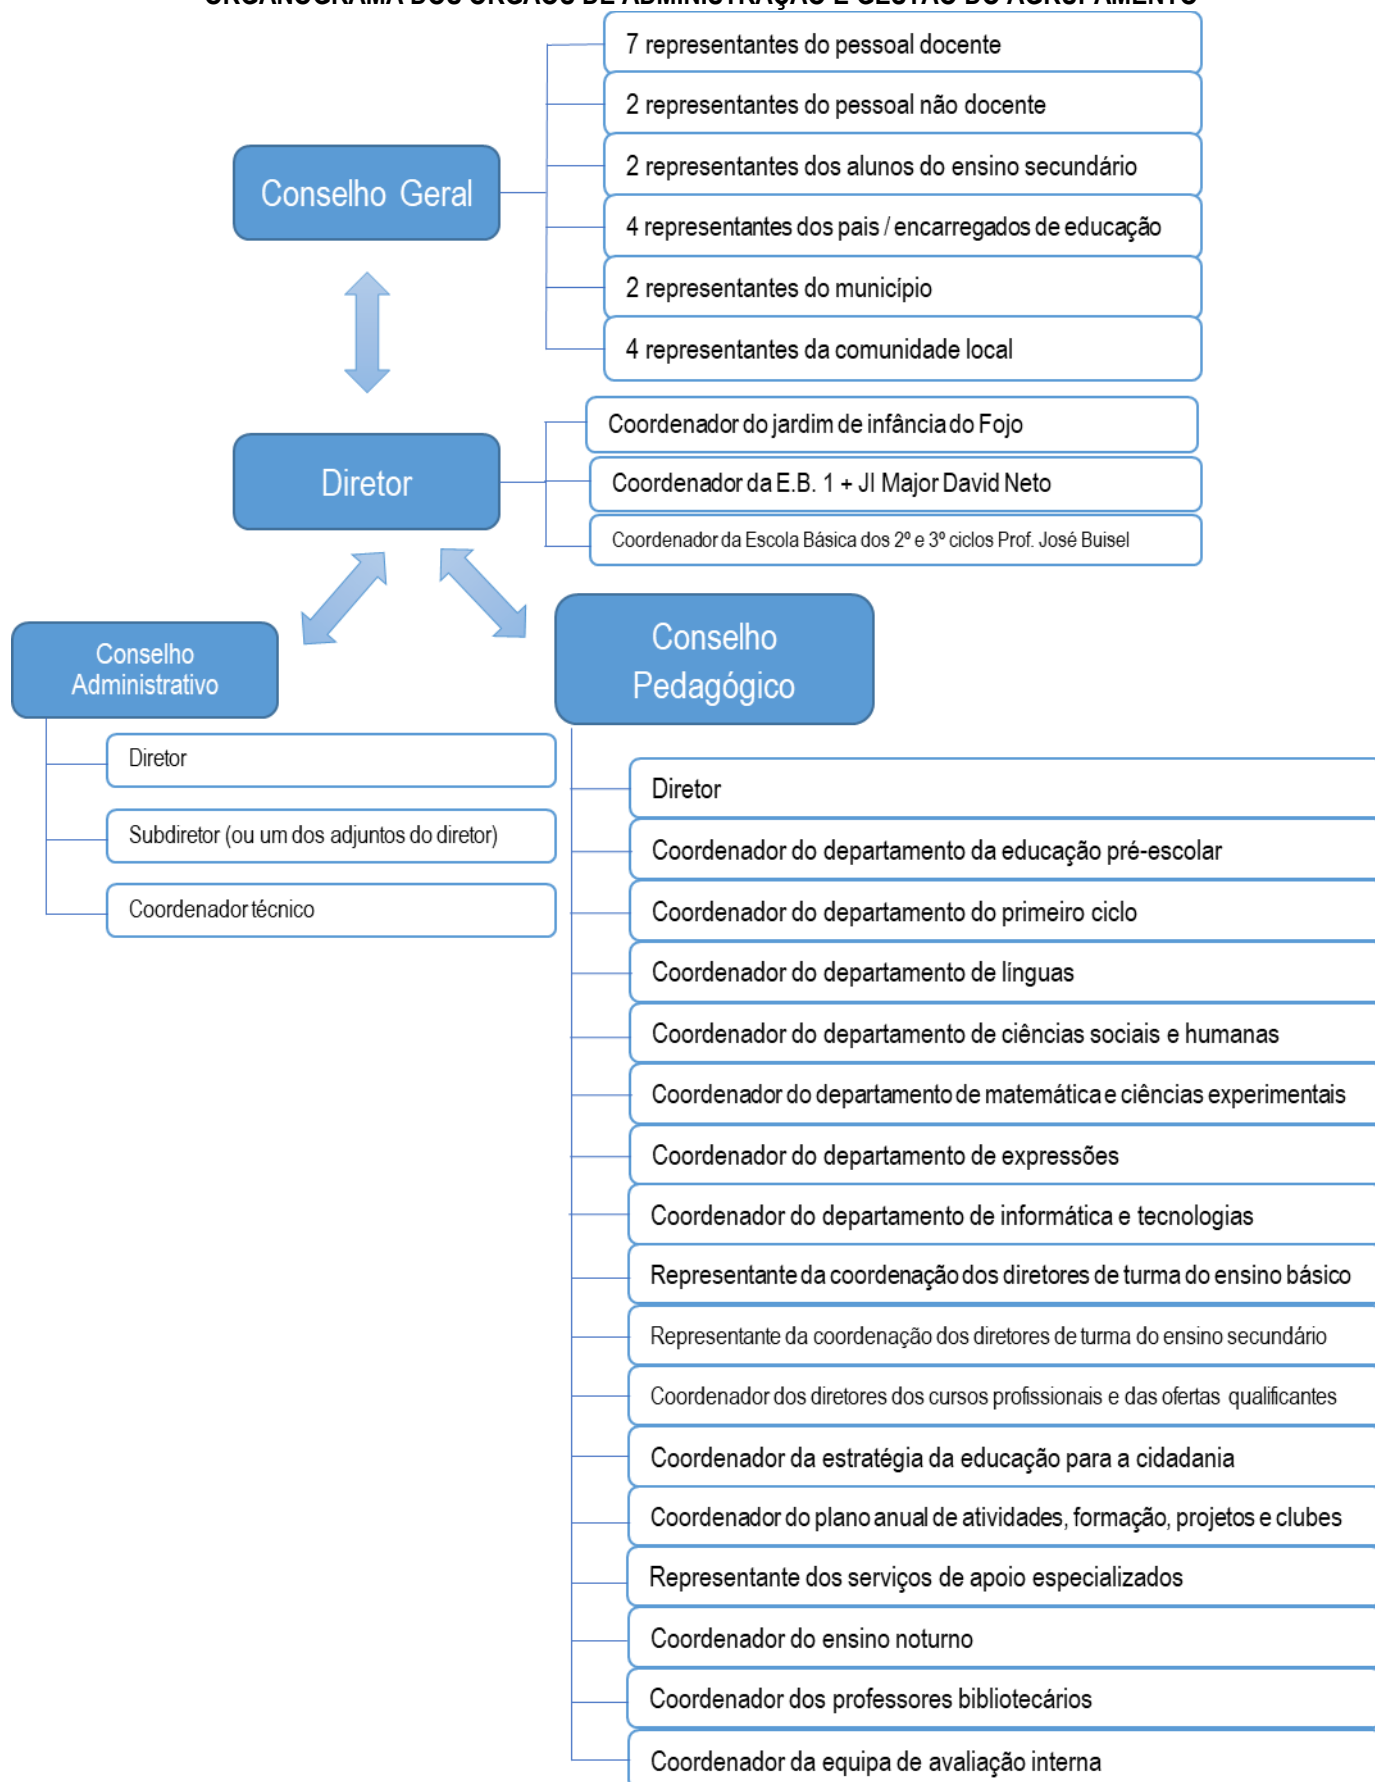 ORGANOGRAMA DOS ÓRGÃOS DE ADMINISTRAÇÃO E GESTÃO DO AGRUPAMENTO
Conselho Geral
7 representantes do pessoal docente
2 representantes do pessoal não docente
2 representantes dos alunos do ensino secundário
4 representantes dos pais / encarregados de educação
2 representantes do município
4 representantes da comunidade local
Diretor
Coordenador do jardim de infância do Fojo
Coordenador da E.B. 1 + JI Major David Neto
Coordenador da Escola Básica dos 2º e 3º ciclos Prof. José Buisel
Conselho
Administrativo
Diretor
Subdiretor (ou um dos adjuntos do diretor)
Coordenador técnico
Conselho
Pedagógico
Diretor
Coordenador do departamento da educação pré-escolar
Coordenador do departamento do primeiro ciclo
Coordenador do departamento de línguas
Coordenador do departamento de ciências sociais e humanas
Coordenador do departamento de matemática e ciências experimentais
Coordenador do departamento de expressões
Coordenador do departamento de informática e tecnologias
Representante da coordenação dos diretores de turma do ensino básico
Representante da coordenação dos diretores de turma do ensino secundário
Coordenador dos diretores dos cursos profissionais e das ofertas qualificantes
Coordenador da estratégia da educação para a cidadania
Coordenador do plano anual de atividades, formação, projetos e clubes
Representante dos serviços de apoio especializados
Coordenador do ensino noturno
Coordenador dos professores bibliotecários
Coordenador da equipa de avaliação interna